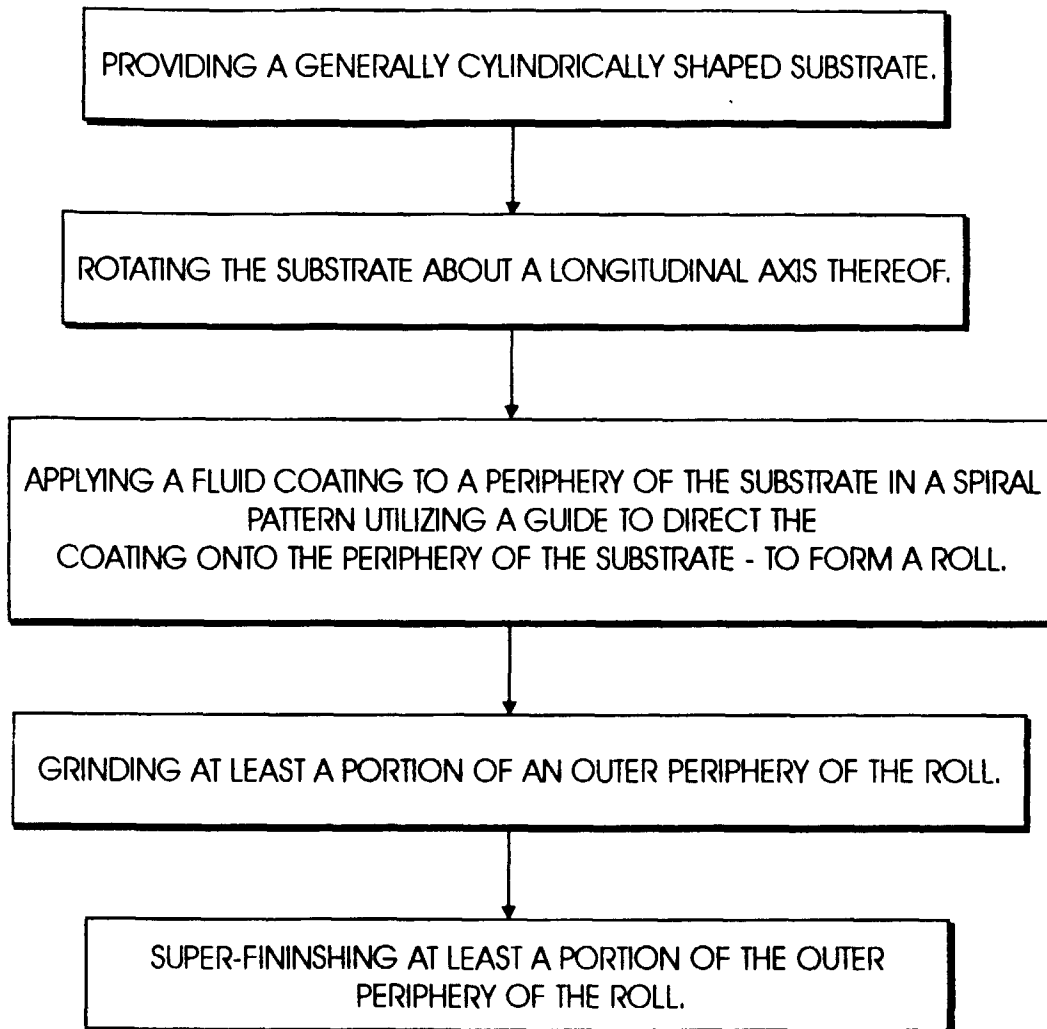 PROVIDING A GENERALLY CYLINDRICALLY SHAPED SUBSTRATE.
ROTATING THE SUBSTRATE ABOUT A LONGITUDINAL AXIS THEREOF.
APPLYING A FLUID COATING TO A PERIPHERY OF THE SUBSTRATE IN A SPIRAL
PATTERN UTILIZING A GUIDE TO DIRECT THE
COATING ONTO THE PERIPHERY OF THE SUBSTRATE - TO FORM A ROLL.
GRINDING AT LEAST A PORTION OF AN OUTER PERIPHERY OF THE ROLL.
SUPER-FININSHING AT LEAST A PORTION OF THE OUTER
PERIPHERY OF THE ROLL.